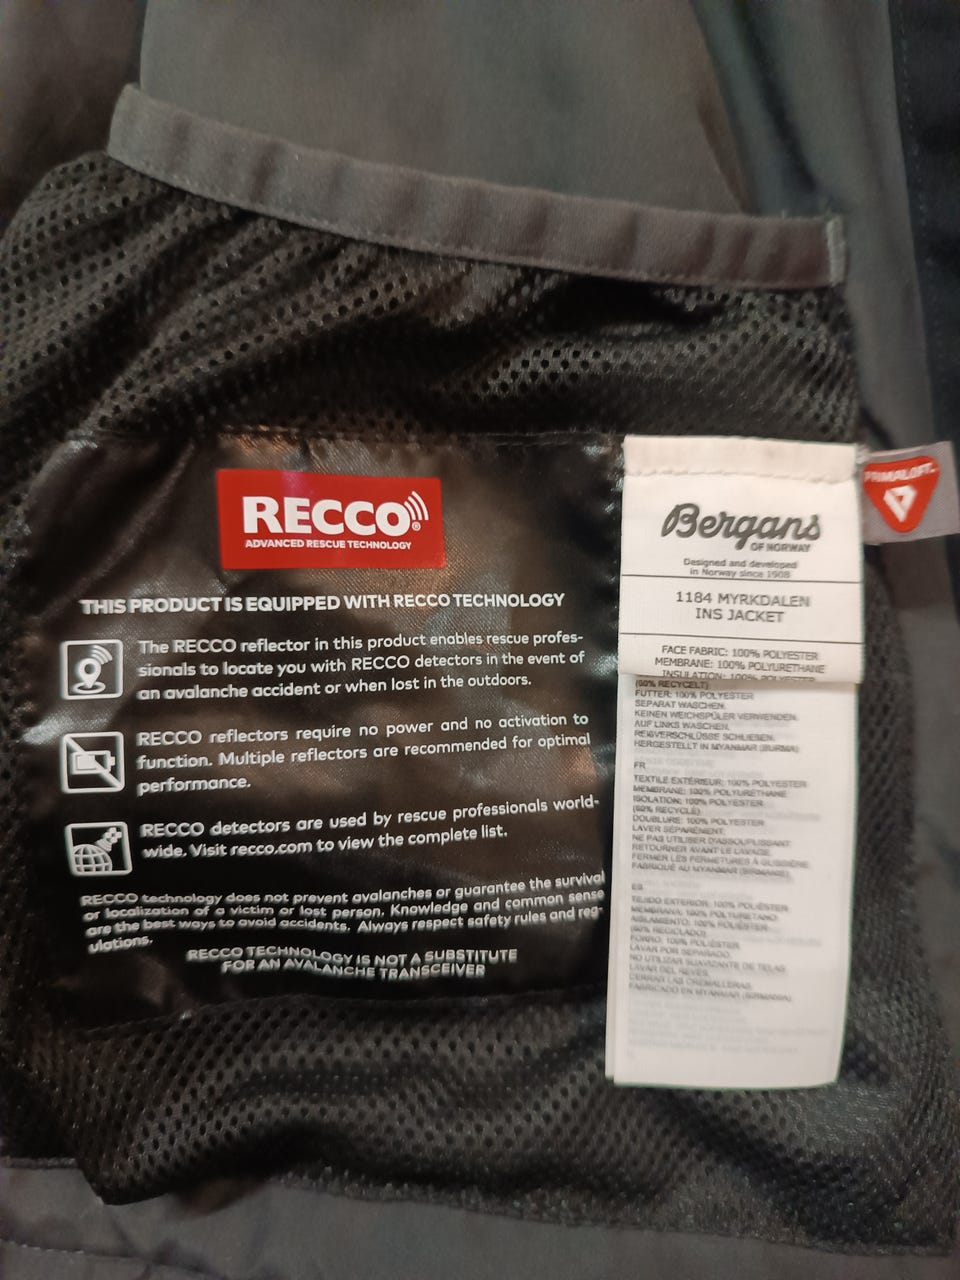 RECCO®
ADVANCED RESCUE TECHNOLOGY
THIS PRODUCT IS EQUIPPED WITH RECCO TECHNOLOGY
The RECCO reflector in this product enables rescue profes-
sionals to locate you with RECCO detectors in the event of
an avalanche accident or when lost in the outdoors.
RECCO reflectors require no power and no activation to
function. Multiple reflectors are recommended for optimal
performance.
RECCO detectors are used by rescue professionals world-
wide. Visit recco.com to view the complete list.
RECCO technology does not prevent avalanches or guarantee the survival
or localization of a victim or lost person. Knowledge and common sense
are the best ways to avoid accidents. Always respect safety rules and reg-
ulations.
RECCO TECHNOLOGY IS NOT A SUBSTITUTE
FOR AN AVALANCHE TRANSCEIVER
Bergans
OF NORWAY
Designed and developed
in Norway since 1908
1184 MYRKDALEN
INS JACKET
FACE FABRIC: 100% POLYESTER
MEMBRANE: 100% POLYURETHANE
INSULATION: 100% POLYESTER
(60% RECYCELT)
FUTTER: 100% POLYESTER
SEPARAT WASCHEN.
KEINEN WEICHSPÜLER VERWENDEN.
AUF LINKS WASCHEN.
REIßVERSCHLÜSSE SCHLIEßEN.
HERGESTELLT IN MYANMAR (BURMA)
FR
TEXTILE EXTÉRIEUR: 100% POLYESTER
MEMBRANE: 100% POLYURETHANE
ISOLATION: 100% POLYESTER
(60% RECYCLÉ)
DOUBLURE: 100% POLYESTER
LAVER SÉPARÉMENT.
NE PAS UTILISER D'ASSOUPLISSANT.
RETOURNER AVANT LE LAVAGE.
FERMER LES FERMETURES À GLISSIÈRE.
FABRIQUÉ AU MYANMAR (BIRMANIE)
ES
TEJIDO EXTERIOR: 100% POLIÉSTER
MEMBRANA: 100% POLIURETANO
AISLAMIENTO: 100% POLIÉSTER
(60% RECICLADO)
FORRO: 100% POLIÉSTER
LAVAR POR SEPARADO.
NO UTILIZAR SUAVIZANTE DE TELAS
LAVAR DEL REVÉS.
CERRAR LAS CREMALLERAS.
FABRICADO EN MYANMAR (BIRMANIA)
PRIMALOFT